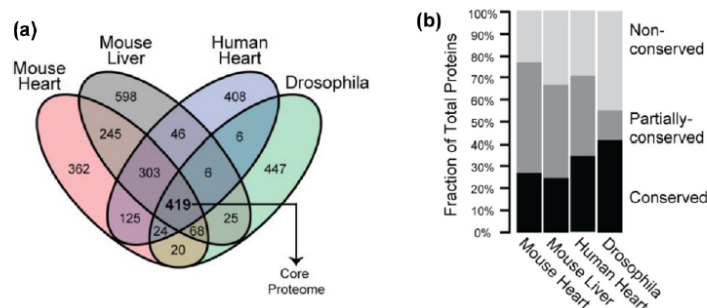 (a)
Mouse Heart
Mouse Liver
Human Heart
Drosophila
598
408
245
46
6
362
303
6
447
419
125
24
68
25
20
Core
Proteome
(b)
Fraction of Total Proteins
100%
90%
80%
70%
60%
50%
40%
30%
20%
10%
0%
Non-
conserved
Partially-
conserved
Conserved
Mouse Heart
Mouse Liver
Human Heart
Drosophila